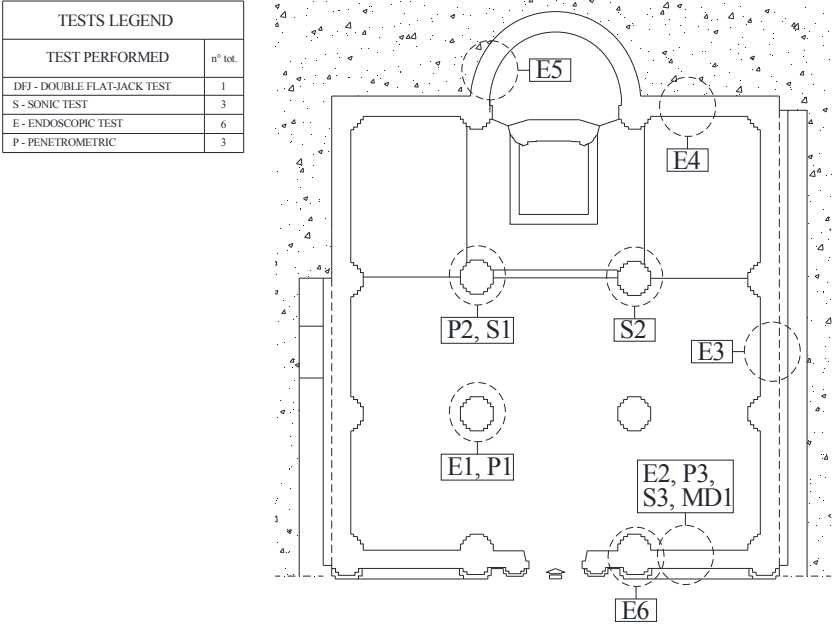 TESTS LEGEND
TEST PERFORMED n° tot.
DFJ - DOUBLE FLAT-JACK TEST 1
S - SONIC TEST 3
E - ENDOSCOPIC TEST 6
P - PENETROMETRIC 3
E5
E4
P2, S1
S2
E3
E1, P1
E2, P3,
S3, MD1
E6